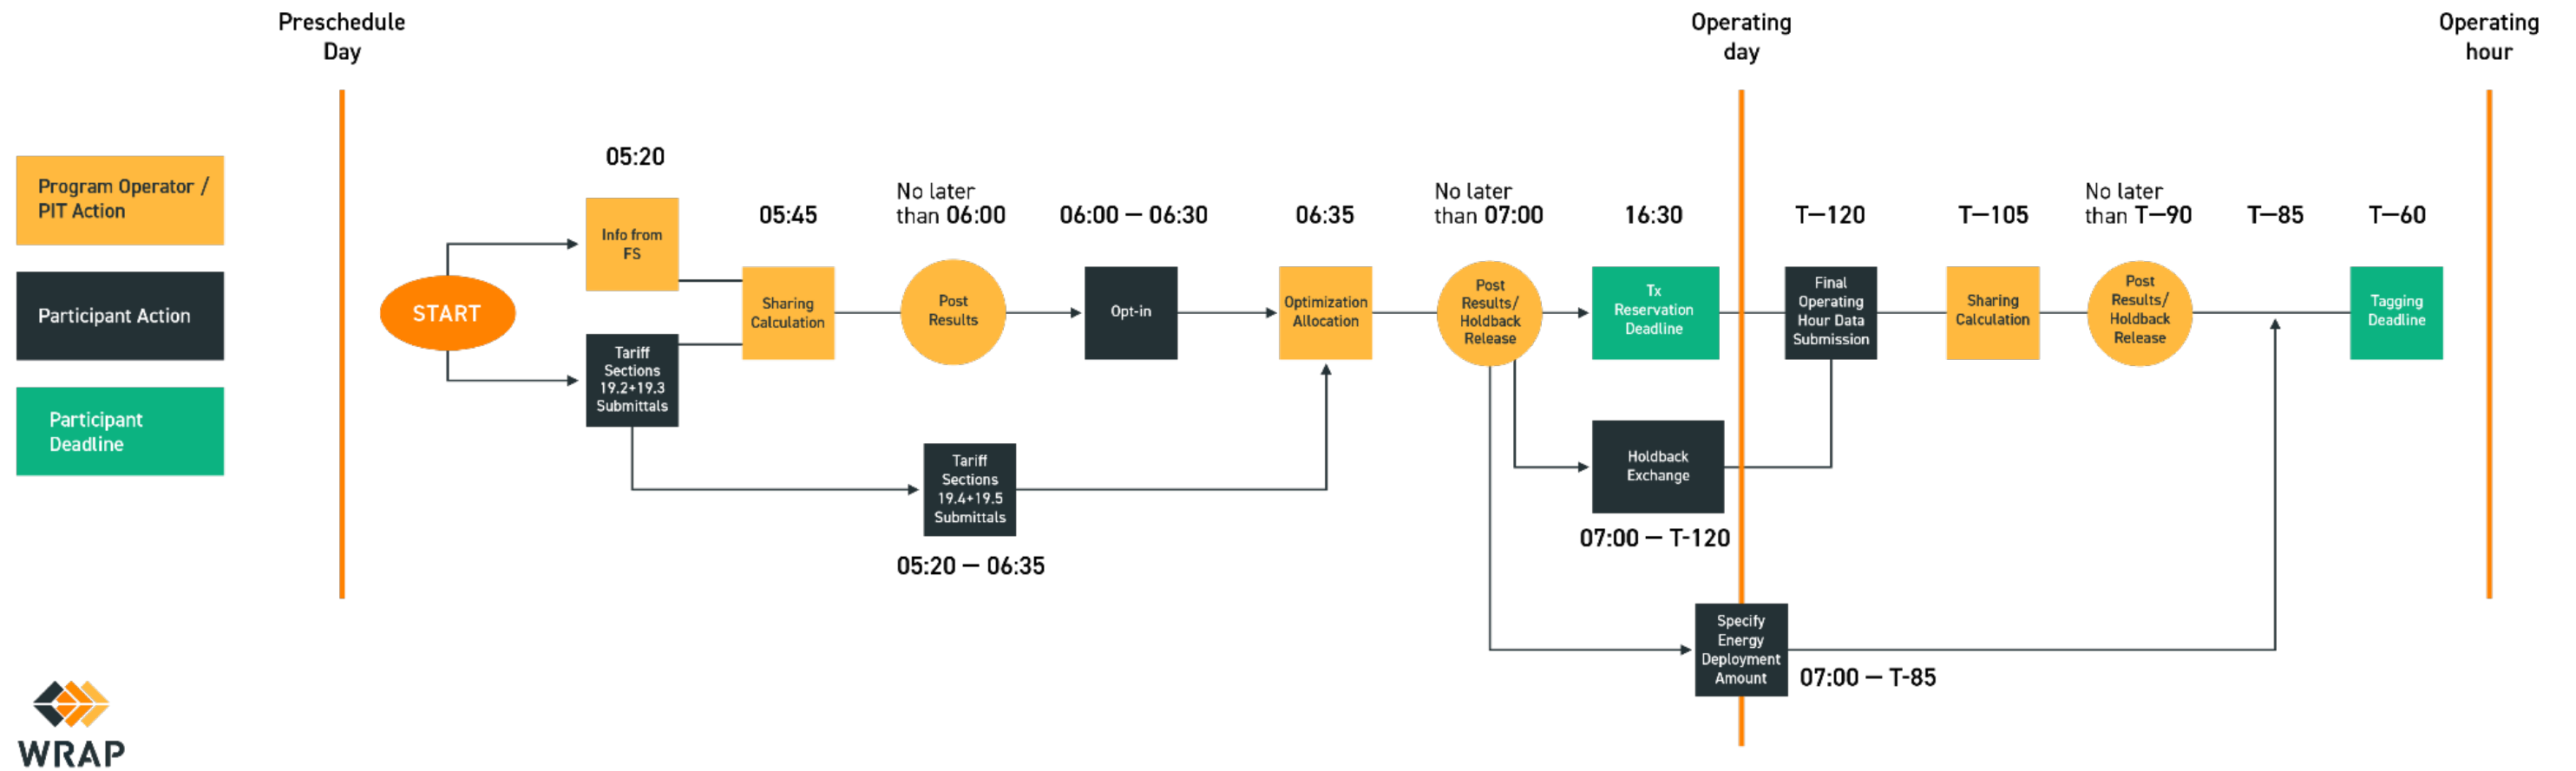 Preschedule
Day
Operating
day
Operating
hour
Program Operator /
PIT Action
Participant Action
Participant
Deadline
START
05:20
Info from
FS
Tariff
Sections
19.2+19.3
Submittals
05:45
Sharing
Calculation
No later
than 06:00
Post
Results
Tariff
Sections
19.4+19.5
Submittals
05:20 — 06:35
06:00 — 06:30
Opt-in
06:35
Optimization
Allocation
No later
than 07:00
Post
Results/
Holdback
Release
16:30
Tx
Reservation
Deadline
Holdback
Exchange
07:00 — T-120
Specify
Energy
Deployment
Amount
07:00 — T-85
T—120
Final
Operating
Hour Data
Submission
T—105
Sharing
Calculation
No later
than T—90
Post
Results/
Holdback
Release
T—85
T—60
Tagging
Deadline
WRAP